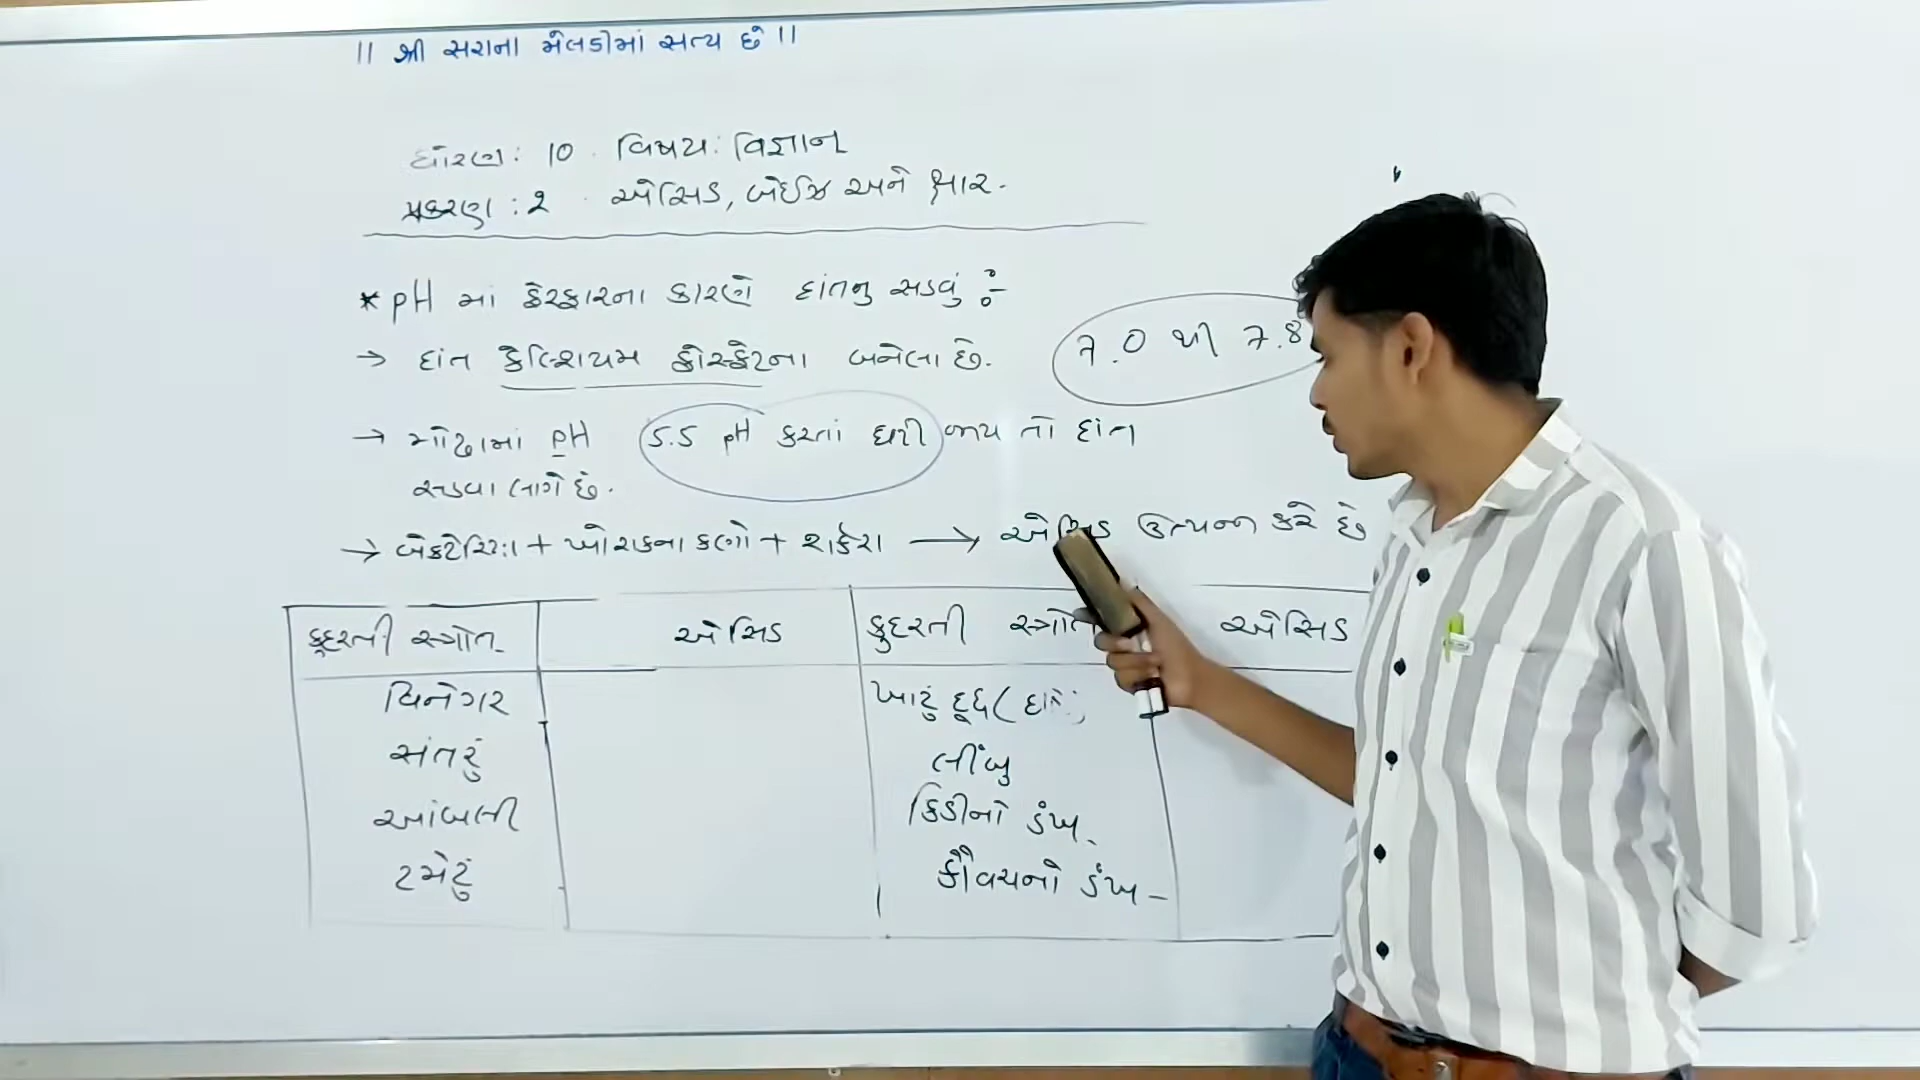 || શ્રી સરાના મેલડીમાં સત્ય છે ||
ધોરણ : 10 વિષય : વિજ્ઞાન
પ્રકરણ : 2 એસિડ, બેઈઝ અને ક્ષાર.
* pH માં ફેરફારના કારણે દાંતનુ સડવું :-
→ દાંત કેલ્શિયમ ફોસ્ફેટના બનેલા છે.
7.0 થી 7.8
→ મોઢામાં pH 5.5 pH કરતાં ઘટી જાય તો દાંત
સડવા લાગે છે.
→ બેક્ટેરિયા + ખોરાકના કણો + શર્કરા → એસિડ ઉત્પન્ન કરે છે
કુદરતી સ્ત્રોત એસિડ કુદરતી સ્ત્રોત એસિડ
વિનેગર ખાટું દૂધ (દહીં)
સંતરું લીંબુ
આંબલી કિડીનો ડંખ
ટમેટું કૌવચનો ડંખ -